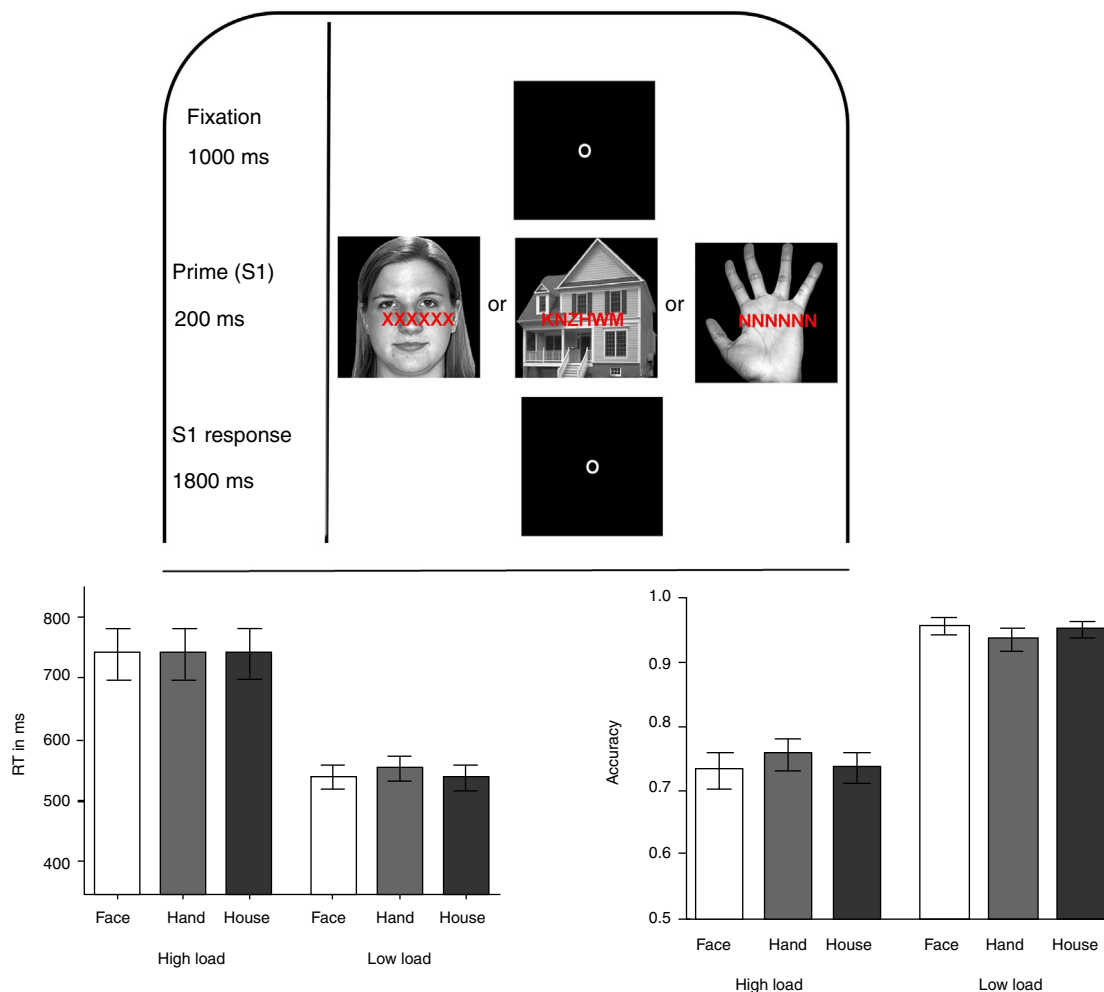 Fixation
1000 ms
O
Prime (S1)
200 ms
XXXXXX
or
KNZHWM
or
NNNNNN
S1 response
1800 ms
O
800
700
600
500
400
RT in ms
Face Hand House Face Hand House
High load Low load
1.0
0.9
0.8
0.7
0.6
0.5
Accuracy
Face Hand House Face Hand House
High load Low load